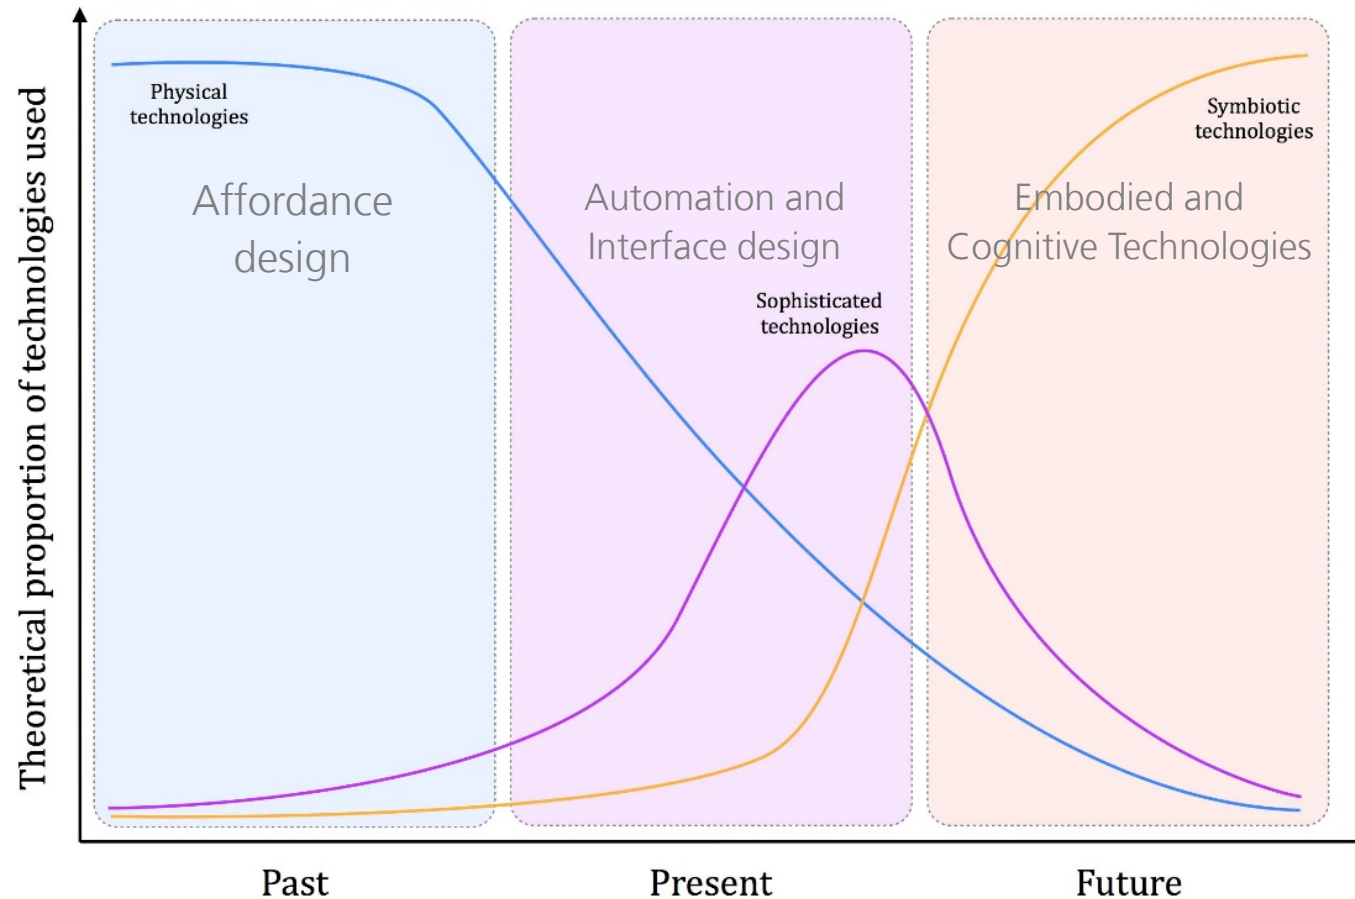 Theoretical proportion of technologies used
Physical
technologies
Affordance
design
Automation and
Interface design
Sophisticated
technologies
Symbiotic
technologies
Embodied and
Cognitive Technologies
Past
Present
Future